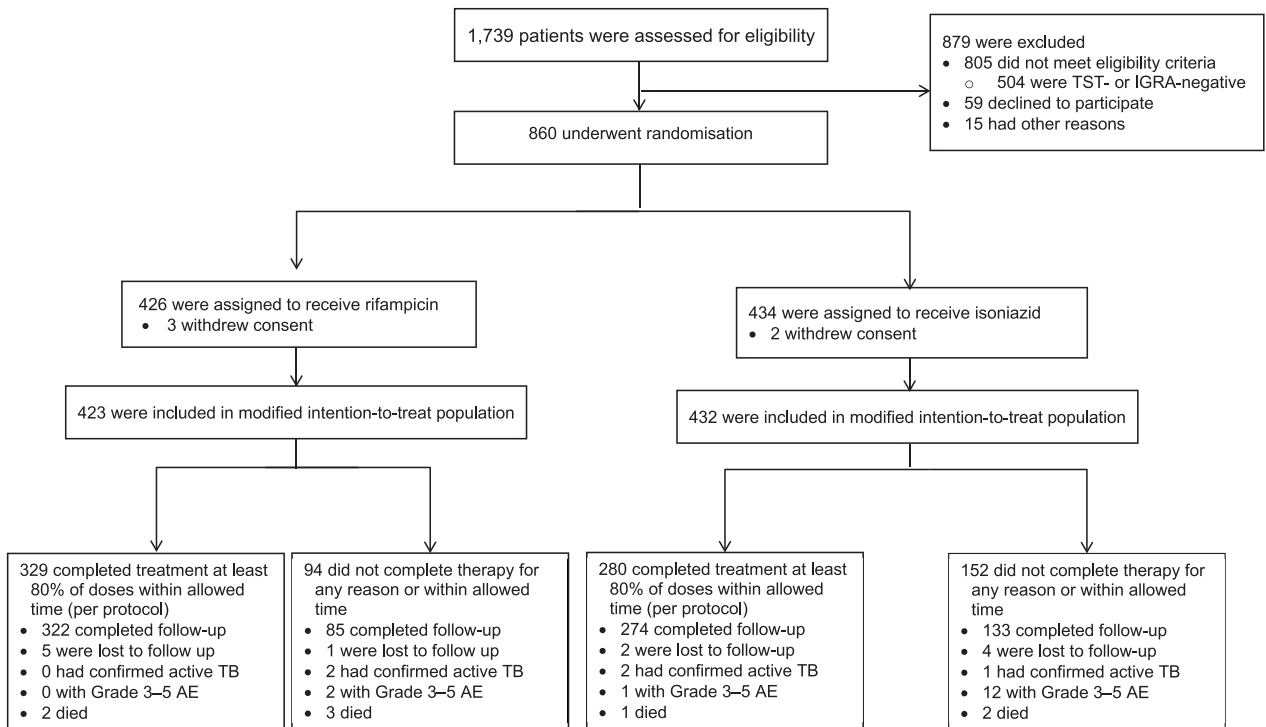 1,739 patients were assessed for eligibility
879 were excluded
• 805 did not meet eligibility criteria
○ 504 were TST- or IGRA-negative
• 59 declined to participate
• 15 had other reasons
860 underwent randomisation
426 were assigned to receive rifampicin
• 3 withdrew consent
434 were assigned to receive isoniazid
• 2 withdrew consent
423 were included in modified intention-to-treat population
432 were included in modified intention-to-treat population
329 completed treatment at least
80% of doses within allowed
time (per protocol)
• 322 completed follow-up
• 5 were lost to follow up
• 0 had confirmed active TB
• 0 with Grade 3–5 AE
• 2 died
94 did not complete therapy for
any reason or within allowed
time
• 85 completed follow-up
• 1 were lost to follow-up
• 2 had confirmed active TB
• 2 with Grade 3–5 AE
• 3 died
280 completed treatment at least
80% of doses within allowed
time (per protocol)
• 274 completed follow-up
• 2 were lost to follow-up
• 2 had confirmed active TB
• 1 with Grade 3–5 AE
• 1 died
152 did not complete therapy for
any reason or within allowed
time
• 133 completed follow-up
• 4 were lost to follow-up
• 1 had confirmed active TB
• 12 with Grade 3–5 AE
• 2 died